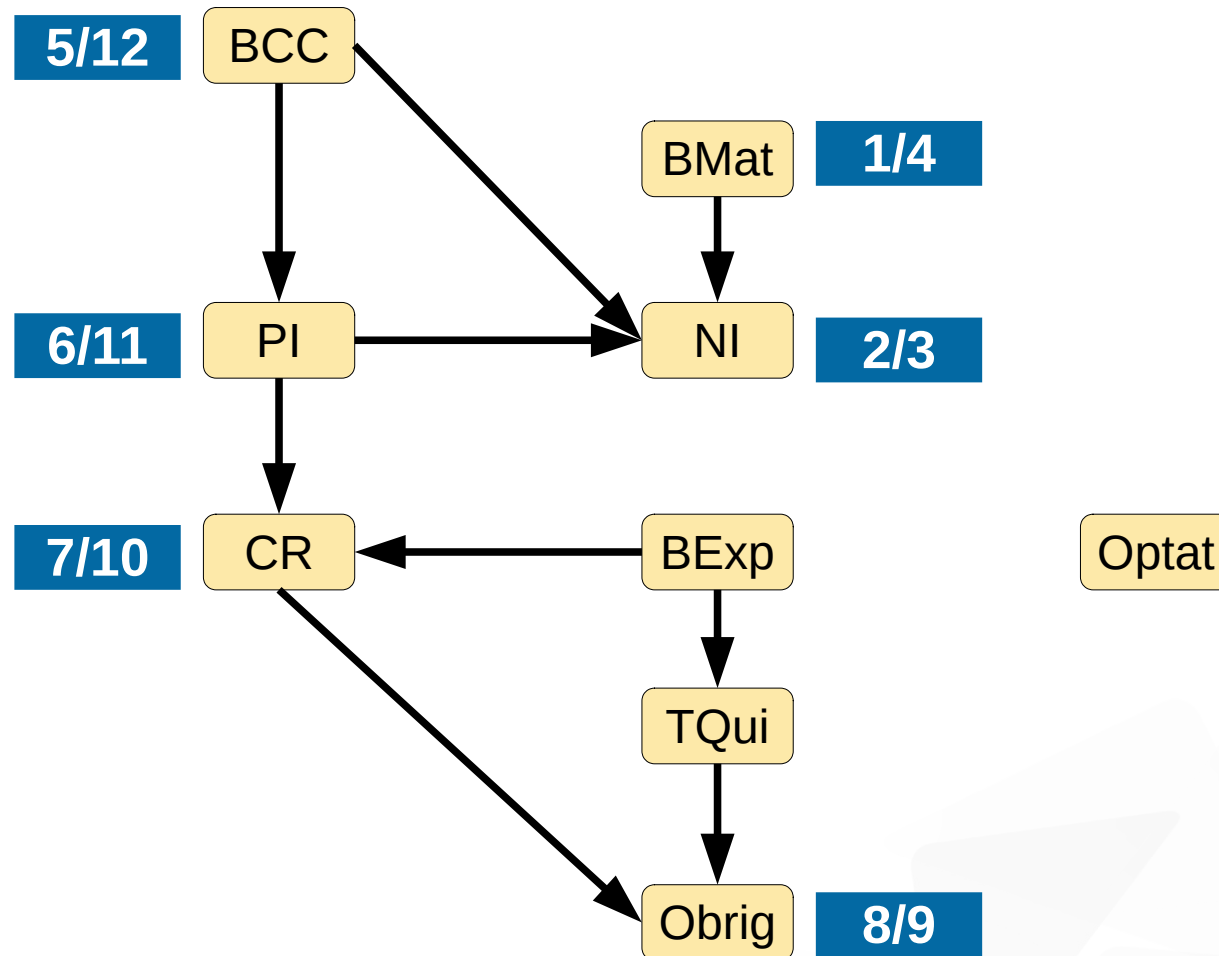 5/12 BCC
BMat 1/4
6/11 PI NI 2/3
7/10 CR BExp Optat
TQui
Obrig 8/9